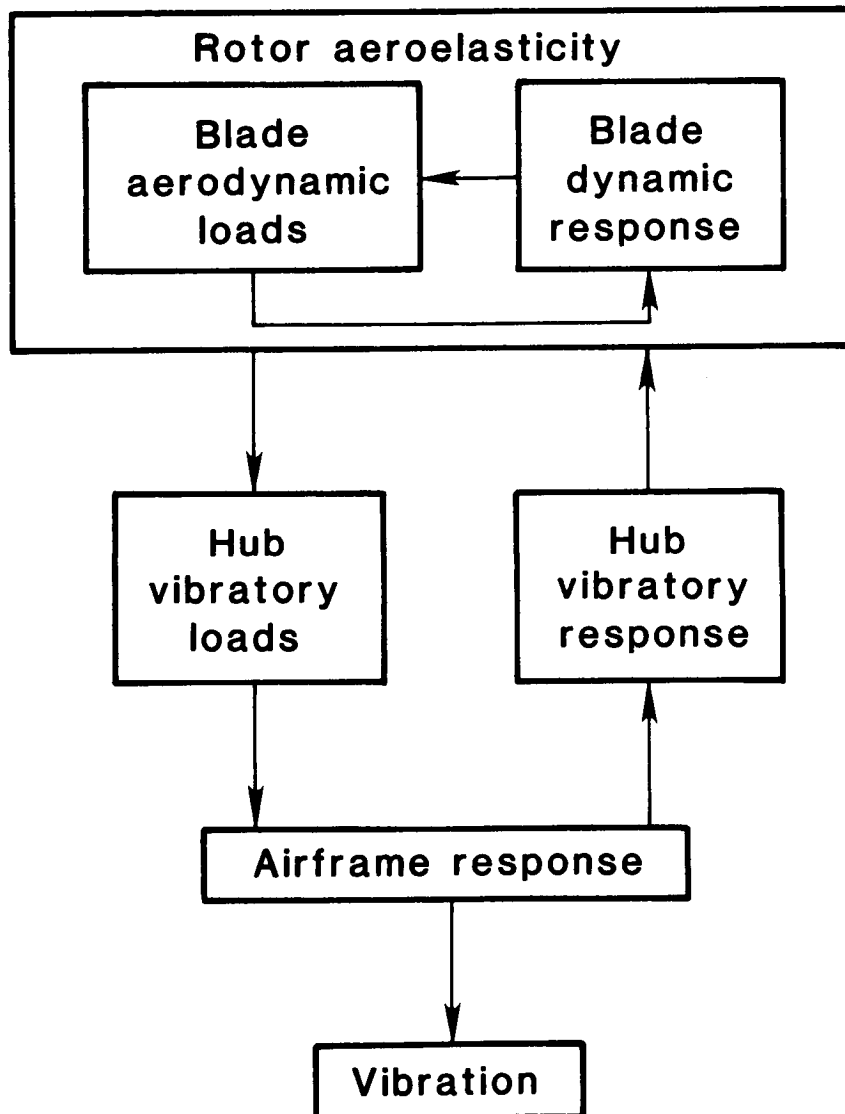 Rotor aeroelasticity
Blade
aerodynamic
loads
Blade
dynamic
response
Hub
vibratory
loads
Hub
vibratory
response
Airframe response
Vibration